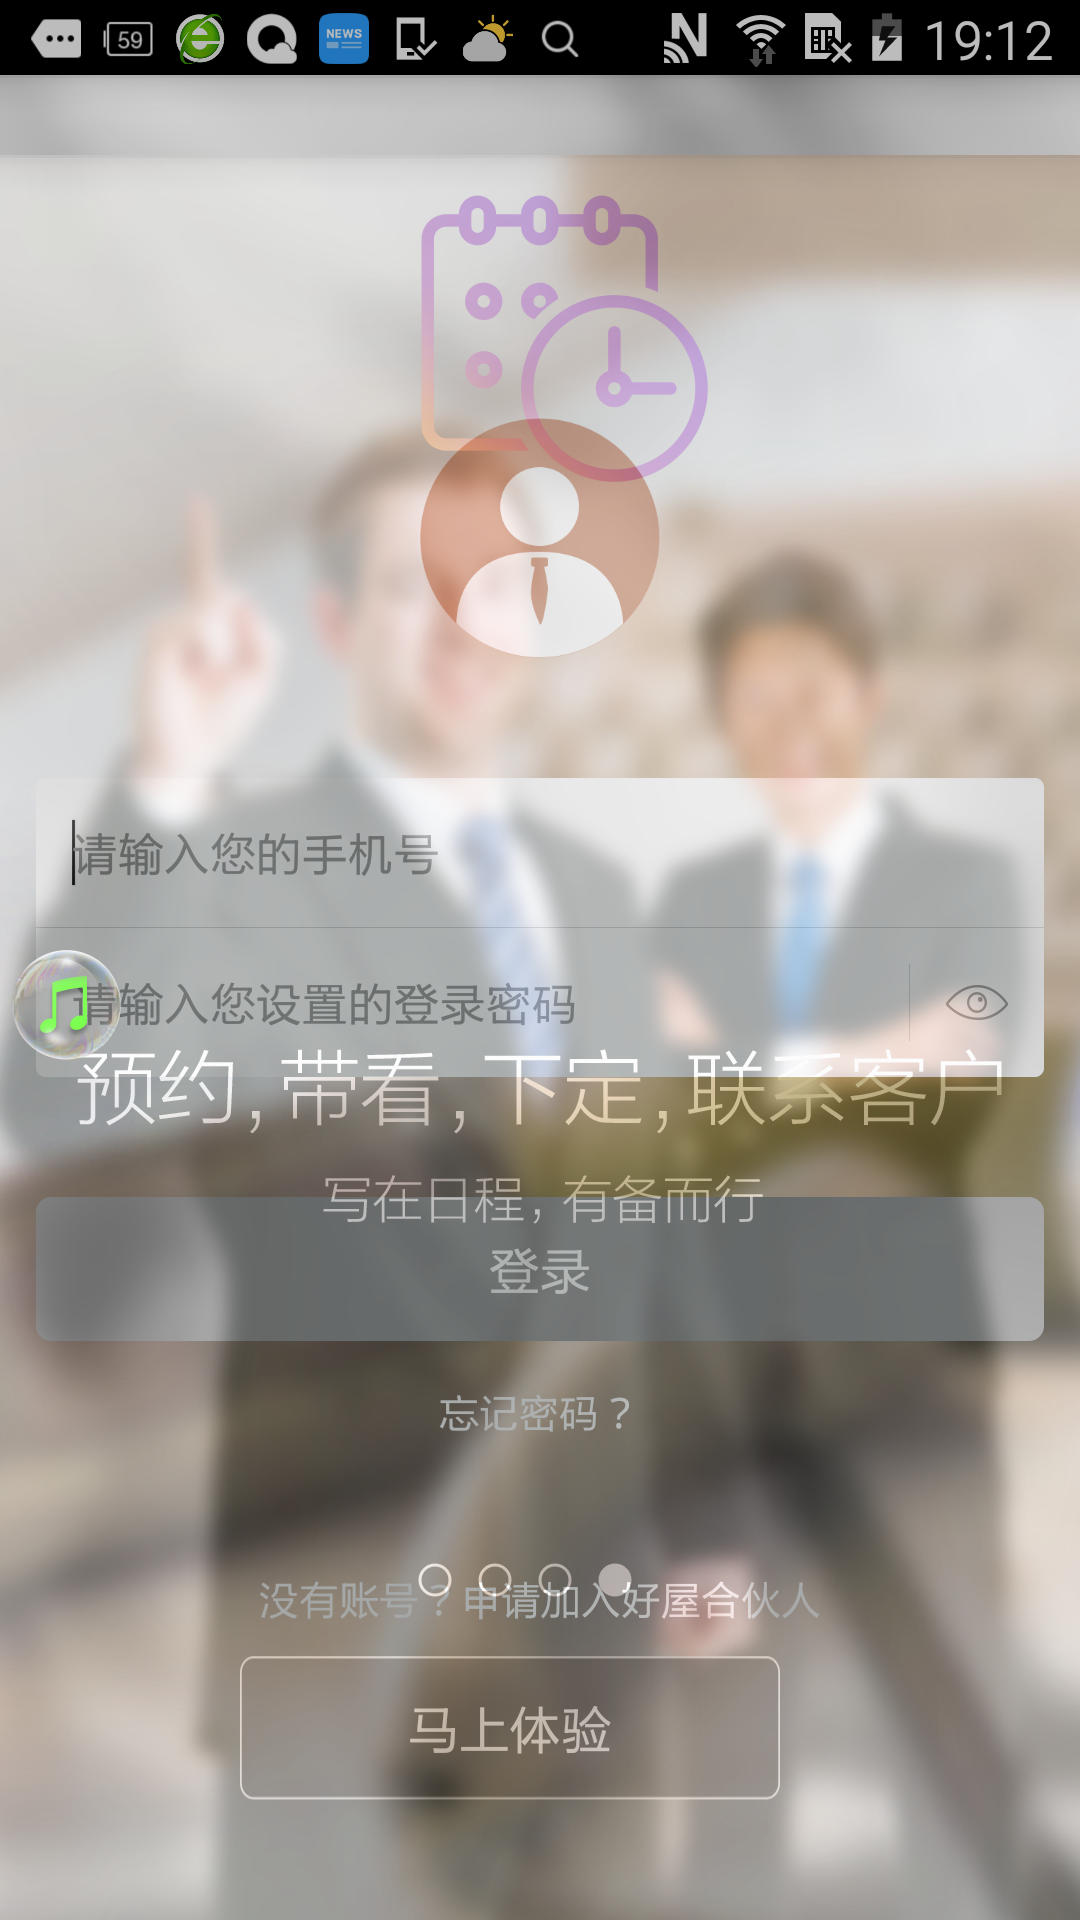 59
NEWS
19:12
请输入您的手机号
请输入您设置的登录密码
预约,带看,下定,联系客户
写在日程,有备而行
登录
忘记密码?
没有账号?申请加入好屋合伙人
马上体验